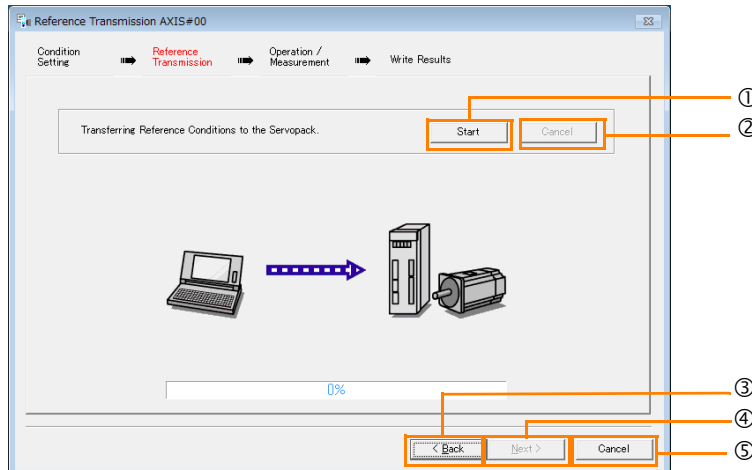 Reference Transmission AXIS#00
Condition Setting
Reference Transmission
Operation / Measurement
Write Results
①
Transferring Reference Conditions to the Servopack.
Start
Cancel
②
0%
③
④
< Back
Next >
Cancel
⑤